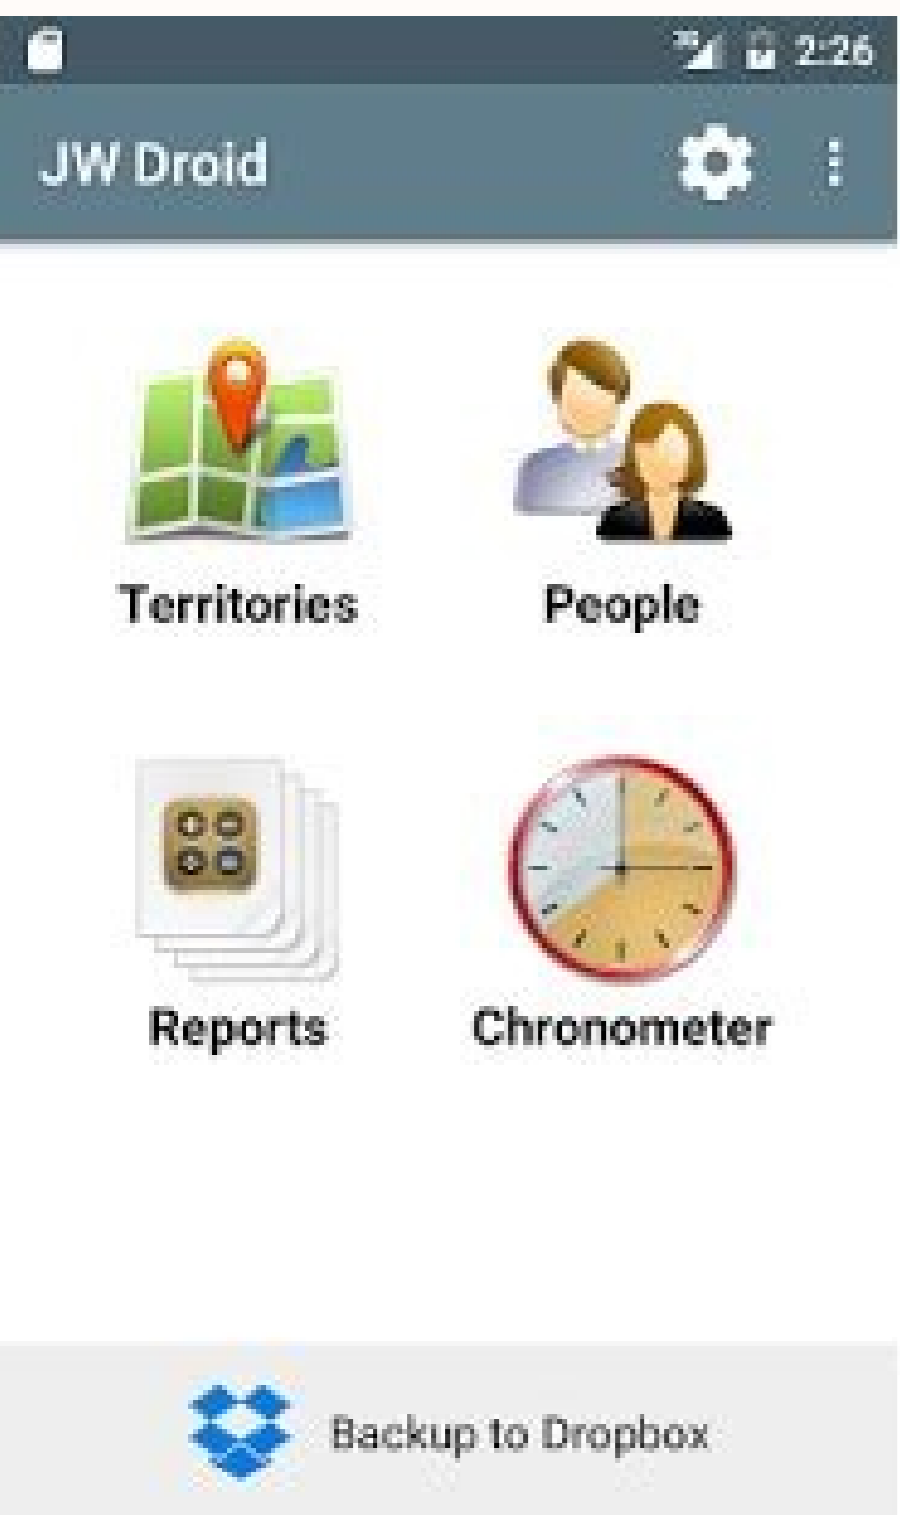 2:26
JW Droid
Territories
People
Reports
Chronometer
Backup to Dropbox